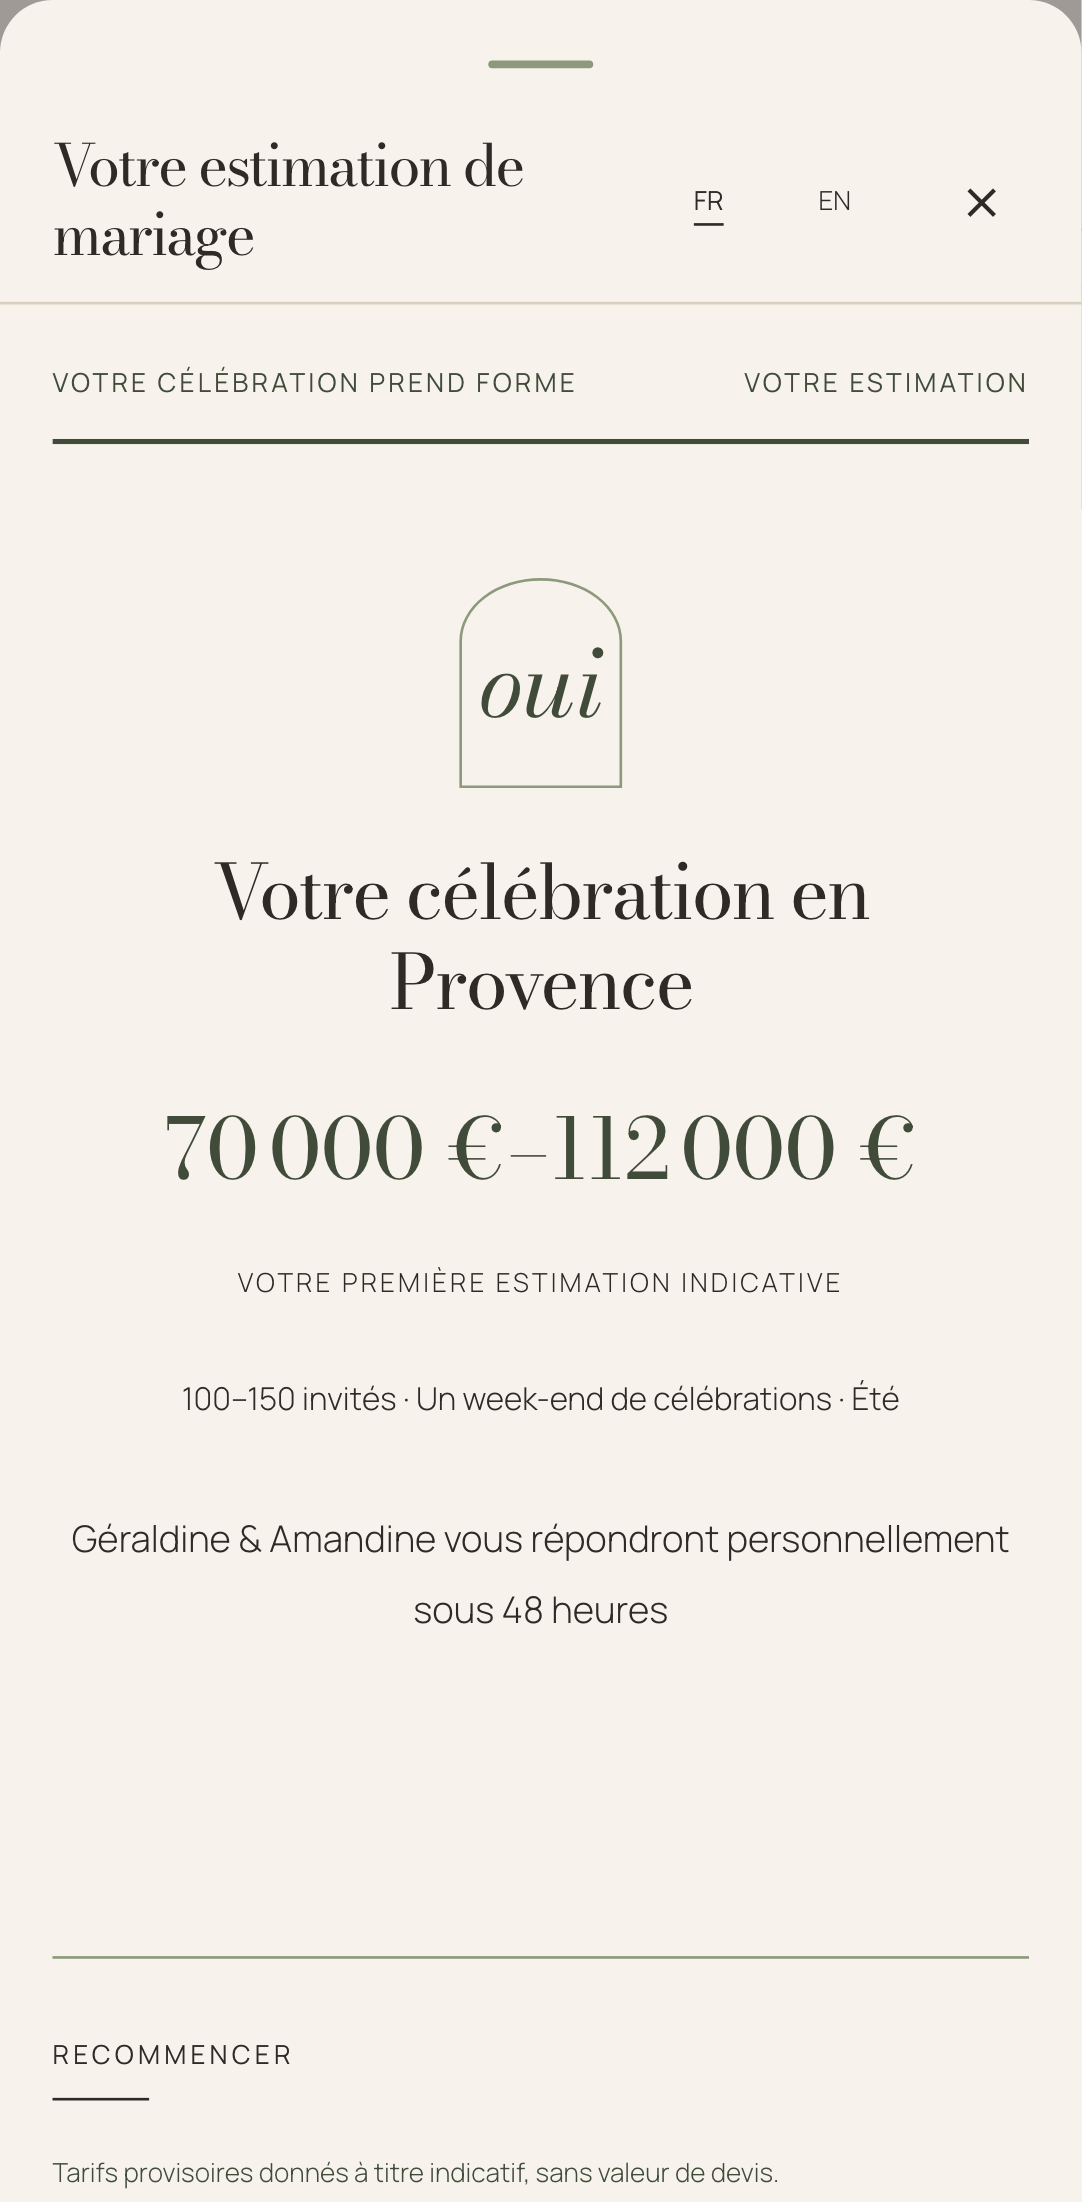 Votre estimation de
mariage
FR
EN
VOTRE CÉLÉBRATION PREND FORME
VOTRE ESTIMATION
oui
Votre célébration en
Provence
70 000 €–112 000 €
VOTRE PREMIÈRE ESTIMATION INDICATIVE
100–150 invités · Un week-end de célébrations · Été
Géraldine & Amandine vous répondront personnellement
sous 48 heures
RECOMMENCER
Tarifs provisoires donnés à titre indicatif, sans valeur de devis.